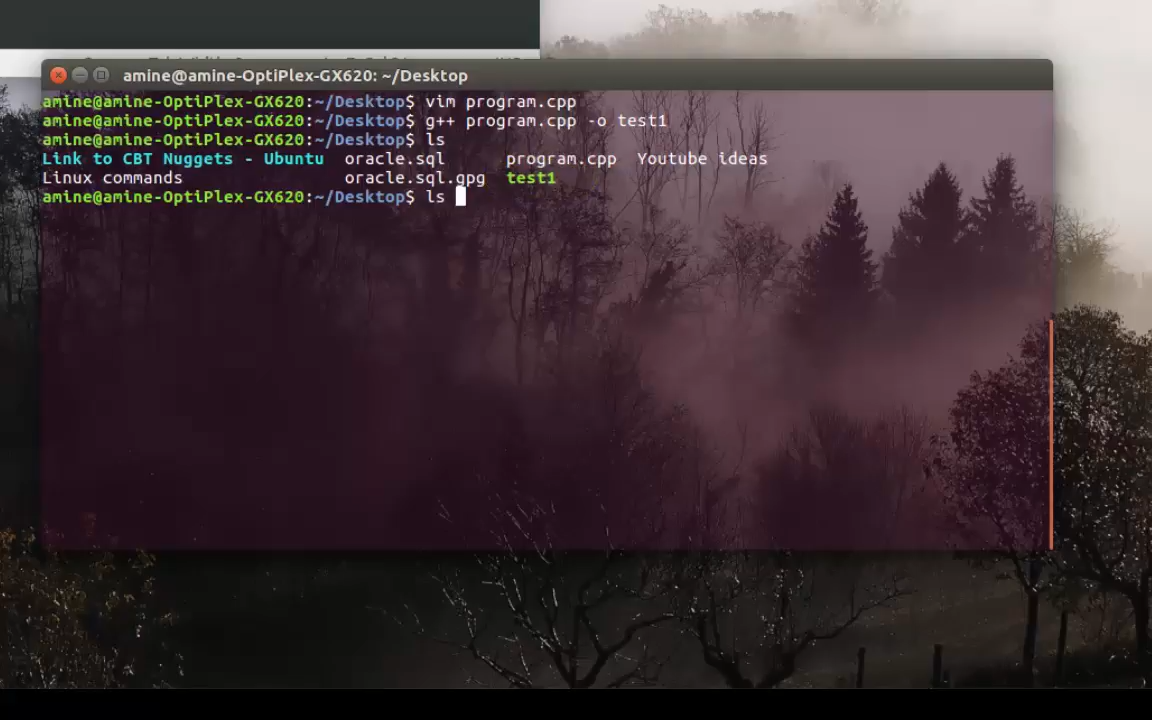 amine@amine-OptiPlex-GX620: ~/Desktop
amine@amine-OptiPlex-GX620:~/Desktop$ vim program.cpp
amine@amine-OptiPlex-GX620:~/Desktop$ g++ program.cpp -o test1
amine@amine-OptiPlex-GX620:~/Desktop$ ls
Link to CBT Nuggets - Ubuntu  oracle.sql      program.cpp  Youtube ideas
Linux commands                oracle.sql.gpg  test1
amine@amine-OptiPlex-GX620:~/Desktop$ ls